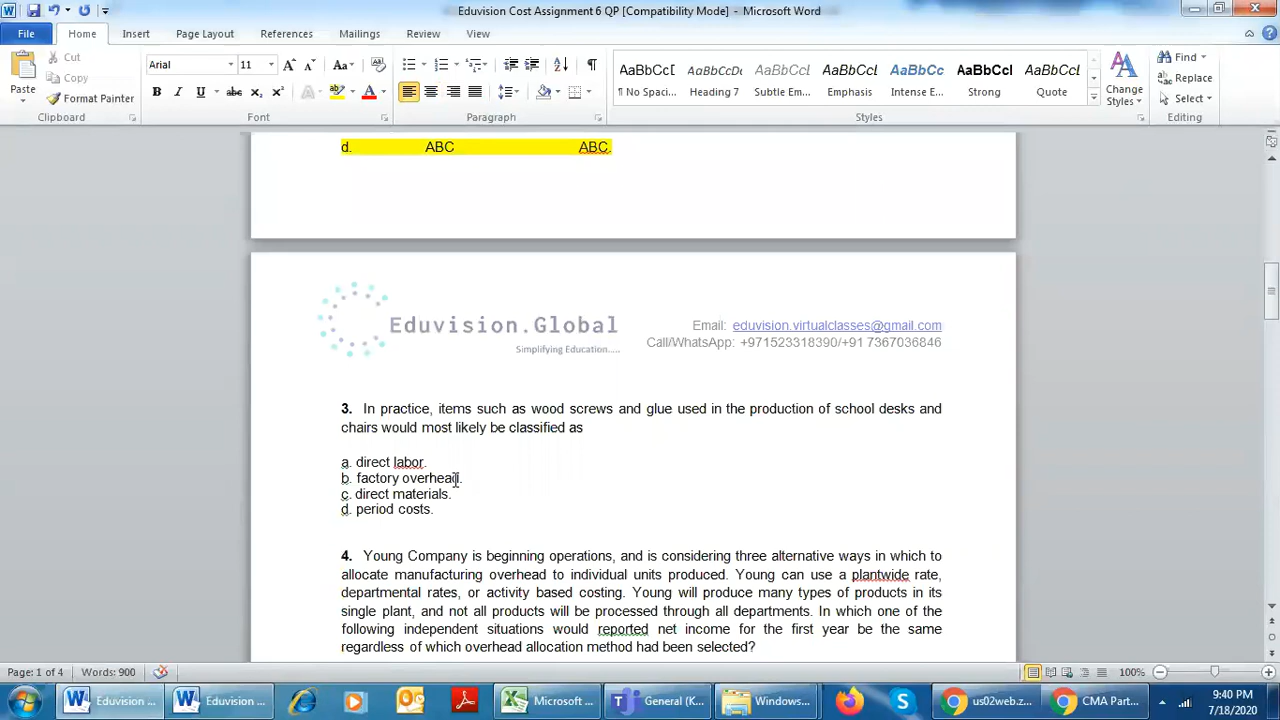 Eduvision Cost Assignment 6 QP [Compatibility Mode] - Microsoft Word
File Home Insert Page Layout References Mailings Review View
Cut
Copy
Format Painter
Paste
Clipboard
Arial 11
Font
Paragraph
AaBbCcD AaBbCcDc AaBbCcD AaBbCcD AaBbCc AaBbCcI AaBbCcD
¶ No Spaci... Heading 7 Subtle Em... Emphasis Intense E... Strong Quote
Styles
Change Styles
Find
Replace
Select
Editing
d. ABC ABC.
Eduvision.Global
Simplifying Education.....
Email: eduvision.virtualclasses@gmail.com
Call/WhatsApp: +971523318390/+91 7367036846
3. In practice, items such as wood screws and glue used in the production of school desks and
chairs would most likely be classified as
a. direct labor.
b. factory overhead.
c. direct materials.
d. period costs.
4. Young Company is beginning operations, and is considering three alternative ways in which to
allocate manufacturing overhead to individual units produced. Young can use a plantwide rate,
departmental rates, or activity based costing. Young will produce many types of products in its
single plant, and not all products will be processed through all departments. In which one of the
following independent situations would reported net income for the first year be the same
regardless of which overhead allocation method had been selected?
Page: 1 of 4 Words: 900 100%
Eduvision ... Eduvision ... Microsoft ... General (K... Windows... us02web.z... CMA Part...
9:40 PM
7/18/2020